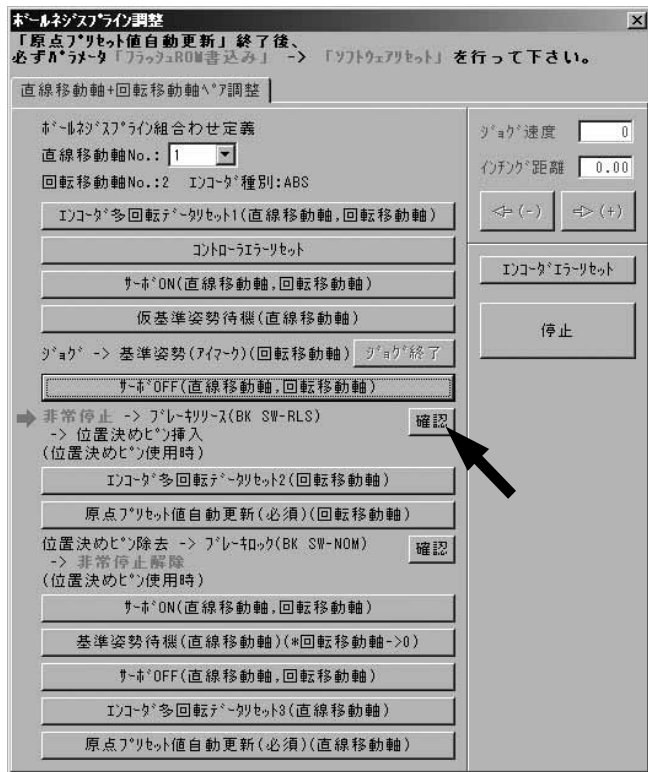 ﾎﾞｰﾙﾈｼﾞｽﾌﾟﾗｲﾝ調整
「原点ﾌﾟﾘｾｯﾄ値自動更新」終了後、
必ずﾊﾟﾗﾒｰﾀ「ﾌﾗｯｼｭROM書込み」 -> 「ｿﾌﾄｳｪｱﾘｾｯﾄ」を行って下さい。
直線移動軸+回転移動軸ﾍﾟｱ調整
ﾎﾞｰﾙﾈｼﾞｽﾌﾟﾗｲﾝ組合わせ定義
直線移動軸No.: 1
回転移動軸No.:2 ｴﾝｺｰﾀﾞ種別:ABS
ｴﾝｺｰﾀﾞ多回転ﾃﾞｰﾀﾘｾｯﾄ1(直線移動軸,回転移動軸)
ｺﾝﾄﾛｰﾗｴﾗｰﾘｾｯﾄ
ｻｰﾎﾞON(直線移動軸,回転移動軸)
仮基準姿勢待機(直線移動軸)
ｼﾞｮｸﾞ -> 基準姿勢(ｱｲﾏｰｸ)(回転移動軸) ｼﾞｮｸﾞ終了
ｻｰﾎﾞOFF(直線移動軸,回転移動軸)
非常停止 -> ﾌﾞﾚｰｷﾘﾘｰｽ(BK SW-RLS) 確認
-> 位置決めﾋﾟﾝ挿入
(位置決めﾋﾟﾝ使用時)
ｴﾝｺｰﾀﾞ多回転ﾃﾞｰﾀﾘｾｯﾄ2(回転移動軸)
原点ﾌﾟﾘｾｯﾄ値自動更新(必須)(回転移動軸)
位置決めﾋﾟﾝ除去 -> ﾌﾞﾚｰｷﾛｯｸ(BK SW-NOM) 確認
-> 非常停止解除
(位置決めﾋﾟﾝ使用時)
ｻｰﾎﾞON(直線移動軸,回転移動軸)
基準姿勢待機(直線移動軸)(*回転移動軸->0)
ｻｰﾎﾞOFF(直線移動軸,回転移動軸)
ｴﾝｺｰﾀﾞ多回転ﾃﾞｰﾀﾘｾｯﾄ3(直線移動軸)
原点ﾌﾟﾘｾｯﾄ値自動更新(必須)(直線移動軸)
ｼﾞｮｸﾞ速度 0
ｲﾝﾁﾝｸﾞ距離 0.00
(-) (+)
ｴﾝｺｰﾀﾞｴﾗｰﾘｾｯﾄ
停止